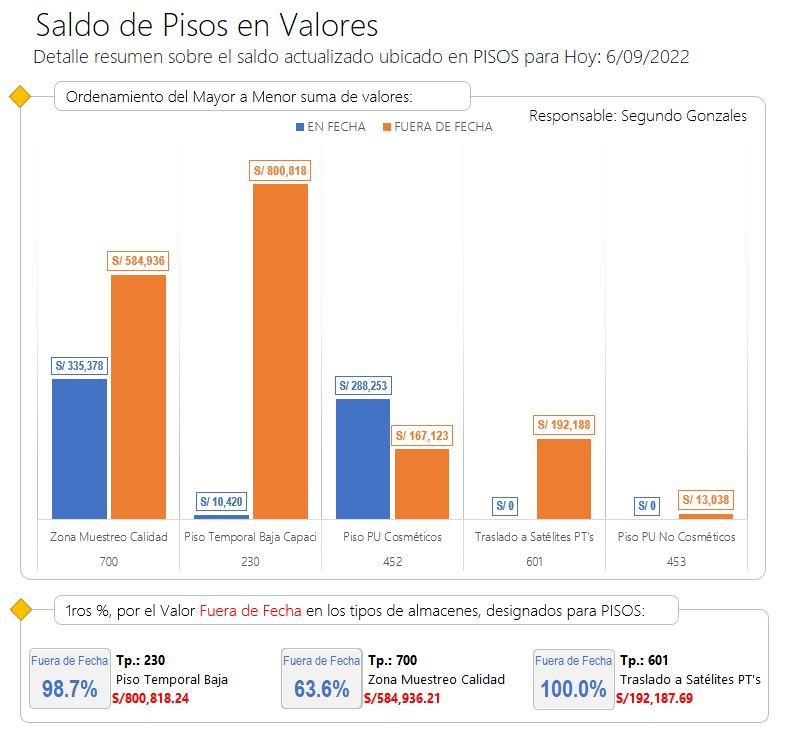 Saldo de Pisos en Valores
Detalle resumen sobre el saldo actualizado ubicado en PISOS para Hoy: 6/09/2022
Ordenamiento del Mayor a Menor suma de valores:
Responsable: Segundo Gonzales
EN FECHA FUERA DE FECHA
S/ 800,818
S/ 584,936
S/ 335,378
S/ 288,253
S/ 192,188
S/ 167,123
S/ 10,420
S/ 0
S/ 0
S/ 13,038
Zona Muestreo Calidad Piso Temporal Baja Capaci Piso PU Cosméticos Traslado a Satélites PT's Piso PU No Cosméticos
700 230 452 601 453
1ros %, por el Valor Fuera de Fecha en los tipos de almacenes, designados para PISOS:
Fuera de Fecha
98.7%
Tp.: 230
Piso Temporal Baja
S/800,818.24
Fuera de Fecha
63.6%
Tp.: 700
Zona Muestreo Calidad
S/584,936.21
Fuera de Fecha
100.0%
Tp.: 601
Traslado a Satélites PT's
S/192,187.69